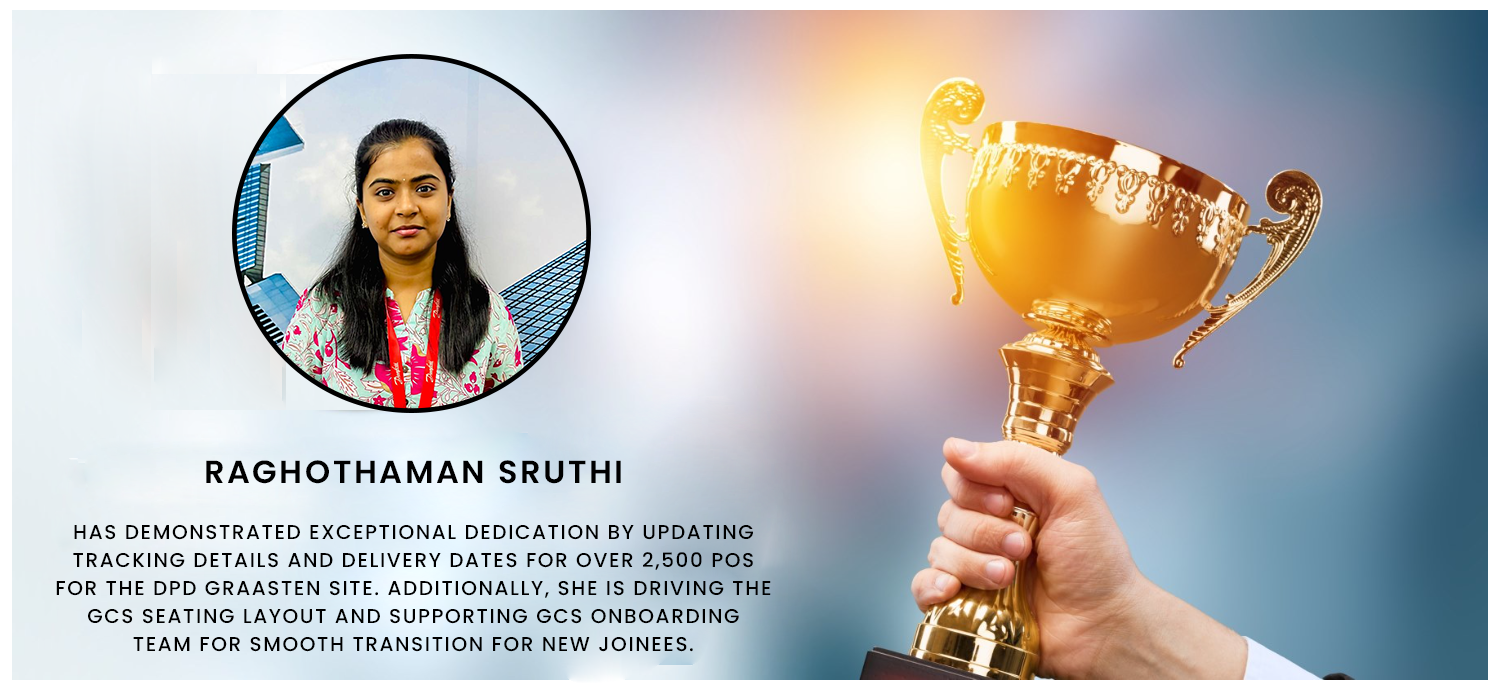 RAGHOTHAMAN SRUTHI
HAS DEMONSTRATED EXCEPTIONAL DEDICATION BY UPDATING
TRACKING DETAILS AND DELIVERY DATES FOR OVER 2,500 POS
FOR THE DPD GRAASTEN SITE. ADDITIONALLY, SHE IS DRIVING THE
GCS SEATING LAYOUT AND SUPPORTING GCS ONBOARDING
TEAM FOR SMOOTH TRANSITION FOR NEW JOINEES.